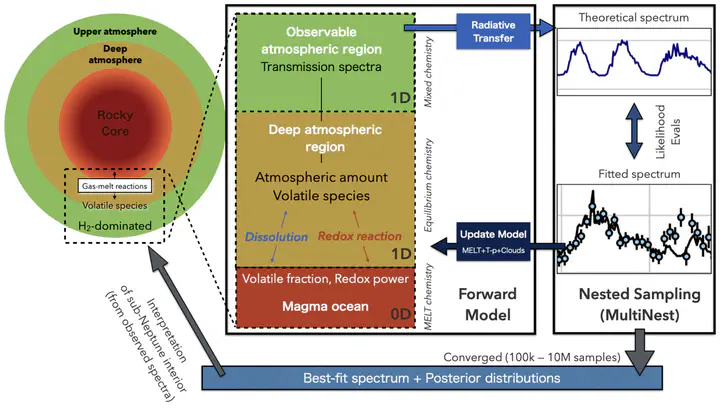 Upper atmosphere
Deep
atmosphere
Rocky
Core
Gas-melt reactions
Volatile species
H₂-dominated
Interpretation
of sub-Neptune interior
(from observed spectra)
Observable
atmospheric region
Transmission spectra
1D
Mixed chemistry
Deep atmospheric
region
Atmospheric amount
Volatile species
Dissolution
Redox reaction
1D
Equilibrium chemistry
Volatile fraction, Redox power
Magma ocean
0D
MELT chemistry
Radiative
Transfer
Update Model
MELT+T-p+Clouds
Forward
Model
Theoretical spectrum
Likelihood
Evals
Fitted spectrum
Nested Sampling
(MultiNest)
Converged (100k – 10M samples)
Best-fit spectrum + Posterior distributions